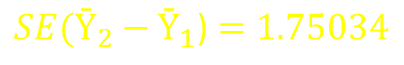 SE(Ȳ₂ − Ȳ₁) = 1.75034